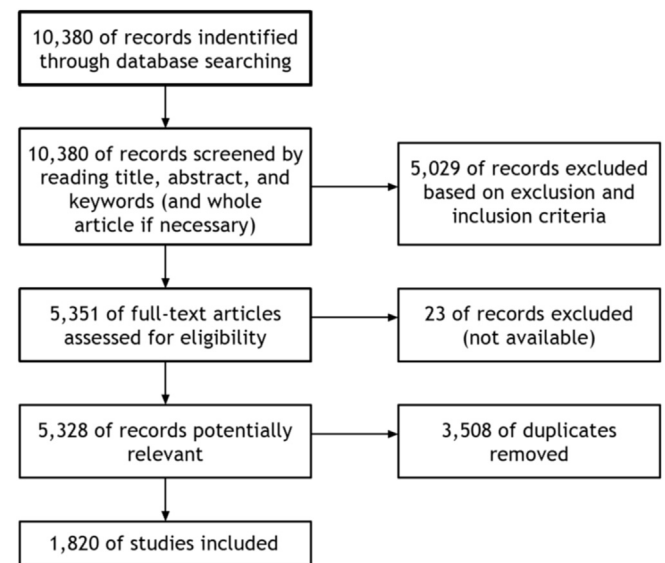 10,380 of records indentified
through database searching
10,380 of records screened by
reading title, abstract, and
keywords (and whole
article if necessary)
5,029 of records excluded
based on exclusion and
inclusion criteria
5,351 of full-text articles
assessed for eligibility
23 of records excluded
(not available)
5,328 of records potentially
relevant
3,508 of duplicates
removed
1,820 of studies included